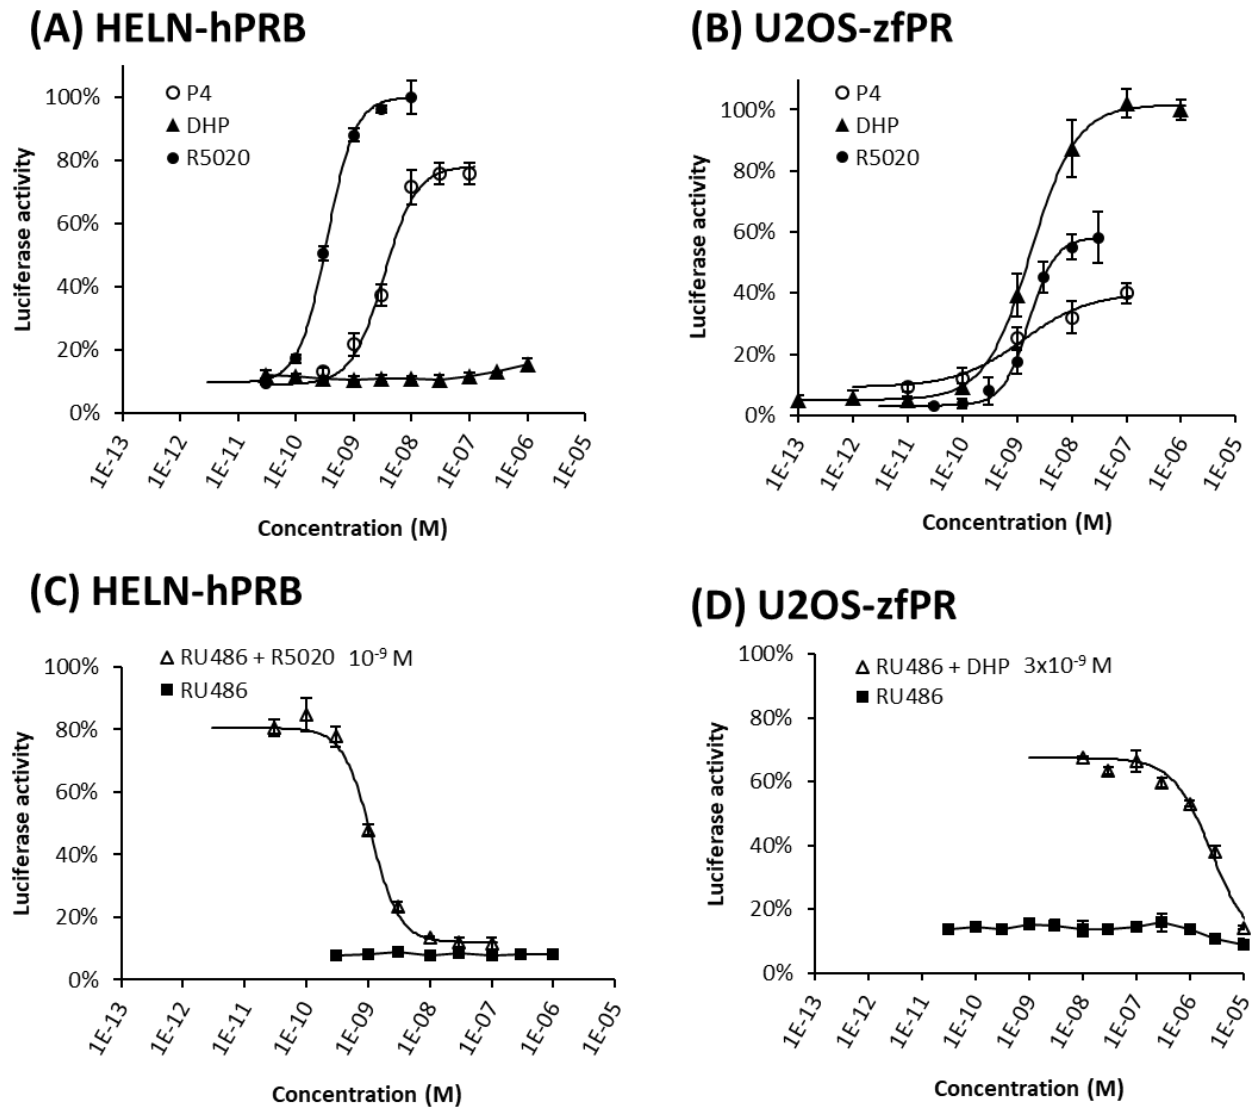 (A) HELN-hPRB
P4
DHP
R5020
100%
80%
60%
40%
20%
0%
Luciferase activity
1E-13
1E-12
1E-11
1E-10
1E-09
1E-08
1E-07
1E-06
1E-05
Concentration (M)
(B) U2OS-zfPR
P4
DHP
R5020
100%
80%
60%
40%
20%
0%
Luciferase activity
1E-13
1E-12
1E-11
1E-10
1E-09
1E-08
1E-07
1E-06
1E-05
Concentration (M)
(C) HELN-hPRB
RU486 + R5020 10⁻⁹ M
RU486
100%
80%
60%
40%
20%
0%
Luciferase activity
1E-13
1E-12
1E-11
1E-10
1E-09
1E-08
1E-07
1E-06
1E-05
Concentration (M)
(D) U2OS-zfPR
RU486 + DHP 3x10⁻⁹ M
RU486
100%
80%
60%
40%
20%
0%
Luciferase activity
1E-13
1E-12
1E-11
1E-10
1E-09
1E-08
1E-07
1E-06
1E-05
Concentration (M)